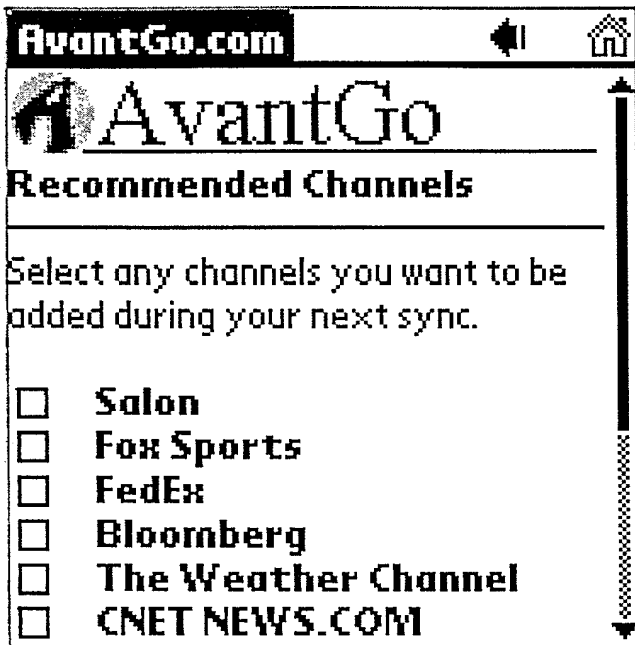 AvantGo.com
AvantGo
Recommended Channels
Select any channels you want to be
added during your next sync.
Salon
Fox Sports
FedEx
Bloomberg
The Weather Channel
CNET NEWS.COM